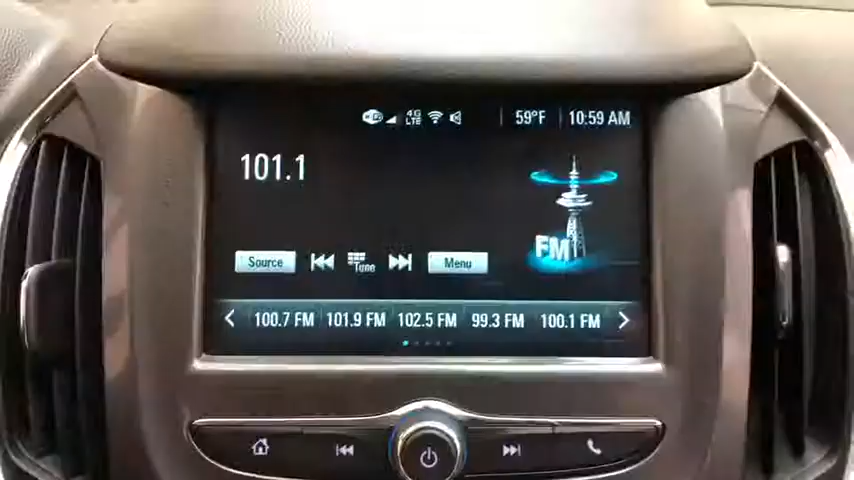 4G LTE 59°F 10:59 AM
101.1
FM
Source Tune Menu
100.7 FM 101.9 FM 102.5 FM 99.3 FM 100.1 FM